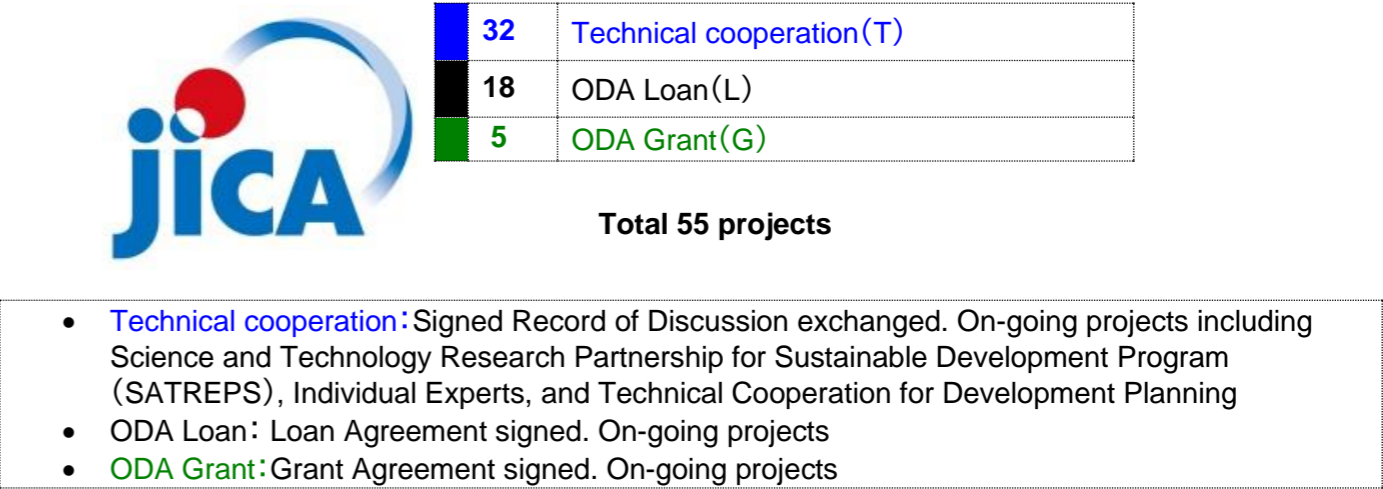 jICA
32 Technical cooperation(T)
18 ODA Loan(L)
5 ODA Grant(G)
Total 55 projects
• Technical cooperation:Signed Record of Discussion exchanged. On-going projects including
Science and Technology Research Partnership for Sustainable Development Program
(SATREPS), Individual Experts, and Technical Cooperation for Development Planning
• ODA Loan: Loan Agreement signed. On-going projects
• ODA Grant:Grant Agreement signed. On-going projects